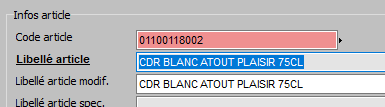 Infos article
Code article 01100118002
Libellé article CDR BLANC ATOUT PLAISIR 75CL
Libellé article modif. CDR BLANC ATOUT PLAISIR 75CL
Libellé article spec.